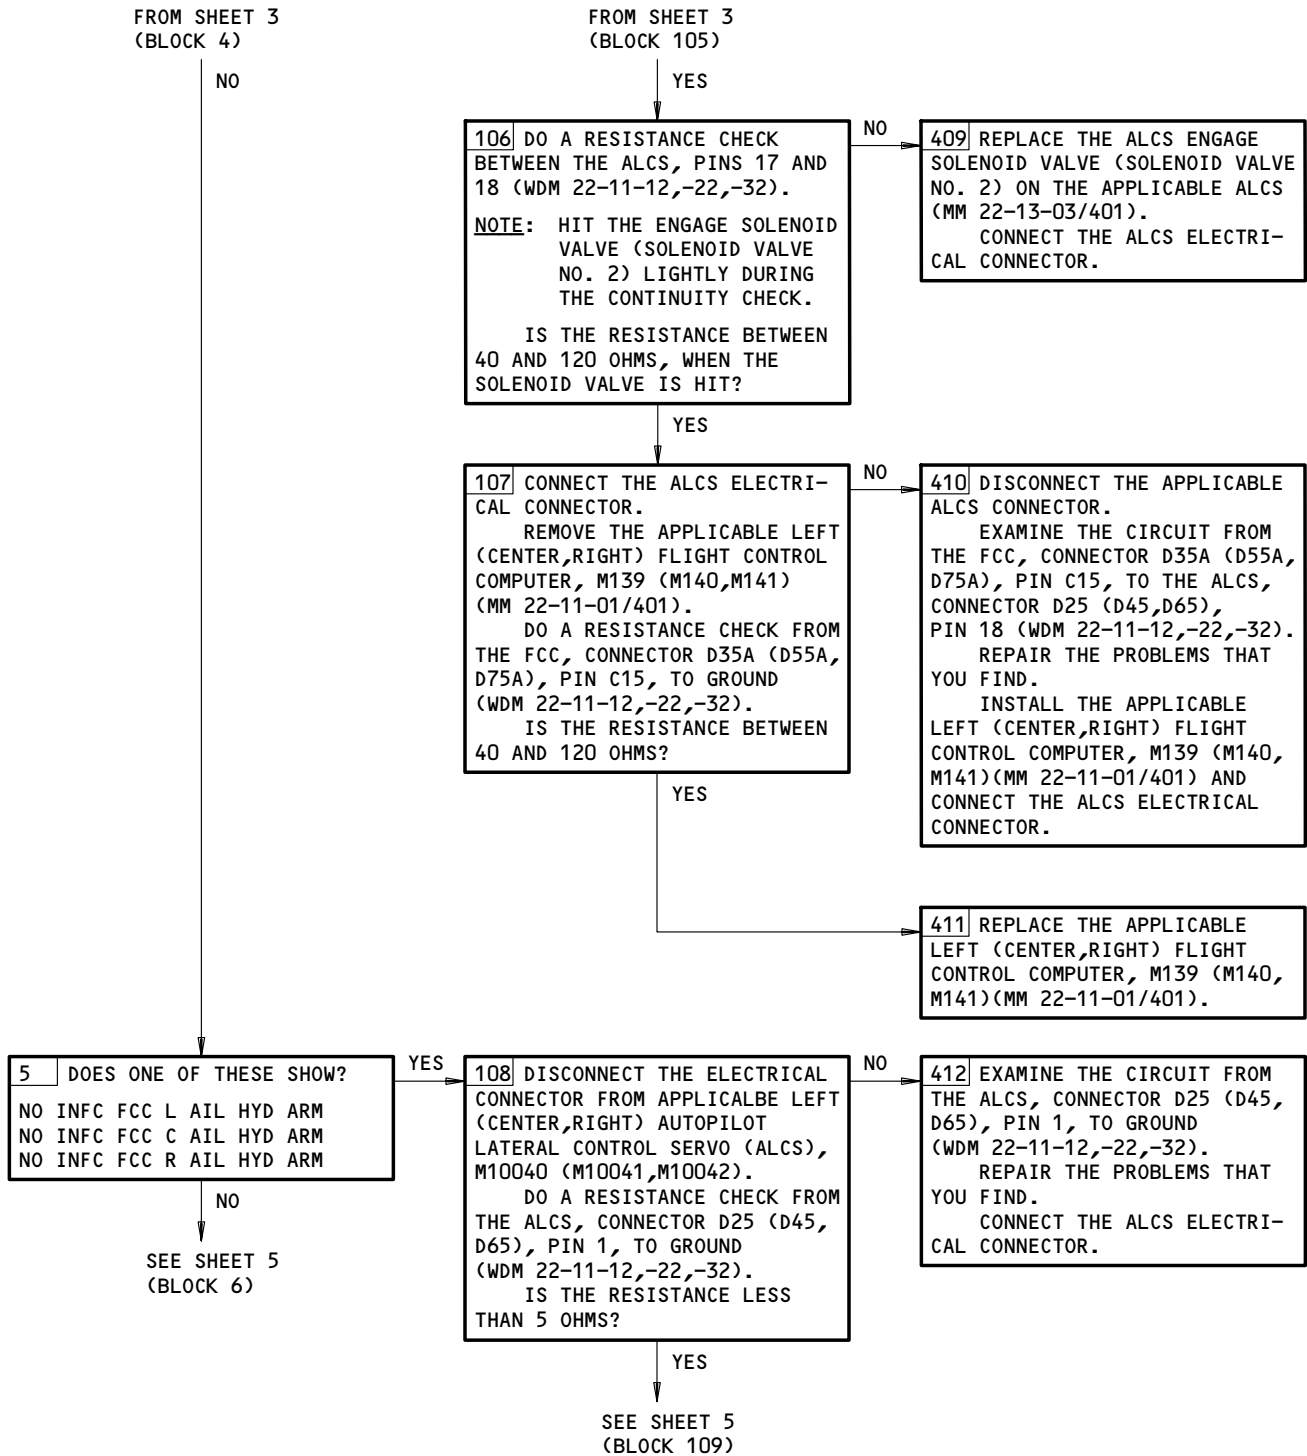 FROM SHEET 3
(BLOCK 4)
NO
FROM SHEET 3
(BLOCK 105)
YES
106 DO A RESISTANCE CHECK
BETWEEN THE ALCS, PINS 17 AND
18 (WDM 22-11-12,-22,-32).
NOTE: HIT THE ENGAGE SOLENOID
VALVE (SOLENOID VALVE
NO. 2) LIGHTLY DURING
THE CONTINUITY CHECK.
IS THE RESISTANCE BETWEEN
40 AND 120 OHMS, WHEN THE
SOLENOID VALVE IS HIT?
NO
409 REPLACE THE ALCS ENGAGE
SOLENOID VALVE (SOLENOID VALVE
NO. 2) ON THE APPLICABLE ALCS
(MM 22-13-03/401).
CONNECT THE ALCS ELECTRI-
CAL CONNECTOR.
YES
107 CONNECT THE ALCS ELECTRI-
CAL CONNECTOR.
REMOVE THE APPLICABLE LEFT
(CENTER,RIGHT) FLIGHT CONTROL
COMPUTER, M139 (M140,M141)
(MM 22-11-01/401).
DO A RESISTANCE CHECK FROM
THE FCC, CONNECTOR D35A (D55A,
D75A), PIN C15, TO GROUND
(WDM 22-11-12,-22,-32).
IS THE RESISTANCE BETWEEN
40 AND 120 OHMS?
NO
410 DISCONNECT THE APPLICABLE
ALCS CONNECTOR.
EXAMINE THE CIRCUIT FROM
THE FCC, CONNECTOR D35A (D55A,
D75A), PIN C15, TO THE ALCS,
CONNECTOR D25 (D45,D65),
PIN 18 (WDM 22-11-12,-22,-32).
REPAIR THE PROBLEMS THAT
YOU FIND.
INSTALL THE APPLICABLE
LEFT (CENTER,RIGHT) FLIGHT
CONTROL COMPUTER, M139 (M140,
M141)(MM 22-11-01/401) AND
CONNECT THE ALCS ELECTRICAL
CONNECTOR.
YES
411 REPLACE THE APPLICABLE
LEFT (CENTER,RIGHT) FLIGHT
CONTROL COMPUTER, M139 (M140,
M141)(MM 22-11-01/401).
5 DOES ONE OF THESE SHOW?
NO INFC FCC L AIL HYD ARM
NO INFC FCC C AIL HYD ARM
NO INFC FCC R AIL HYD ARM
YES
NO
SEE SHEET 5
(BLOCK 6)
108 DISCONNECT THE ELECTRICAL
CONNECTOR FROM APPLICALBE LEFT
(CENTER,RIGHT) AUTOPILOT
LATERAL CONTROL SERVO (ALCS),
M10040 (M10041,M10042).
DO A RESISTANCE CHECK FROM
THE ALCS, CONNECTOR D25 (D45,
D65), PIN 1, TO GROUND
(WDM 22-11-12,-22,-32).
IS THE RESISTANCE LESS
THAN 5 OHMS?
NO
412 EXAMINE THE CIRCUIT FROM
THE ALCS, CONNECTOR D25 (D45,
D65), PIN 1, TO GROUND
(WDM 22-11-12,-22,-32).
REPAIR THE PROBLEMS THAT
YOU FIND.
CONNECT THE ALCS ELECTRI-
CAL CONNECTOR.
YES
SEE SHEET 5
(BLOCK 109)